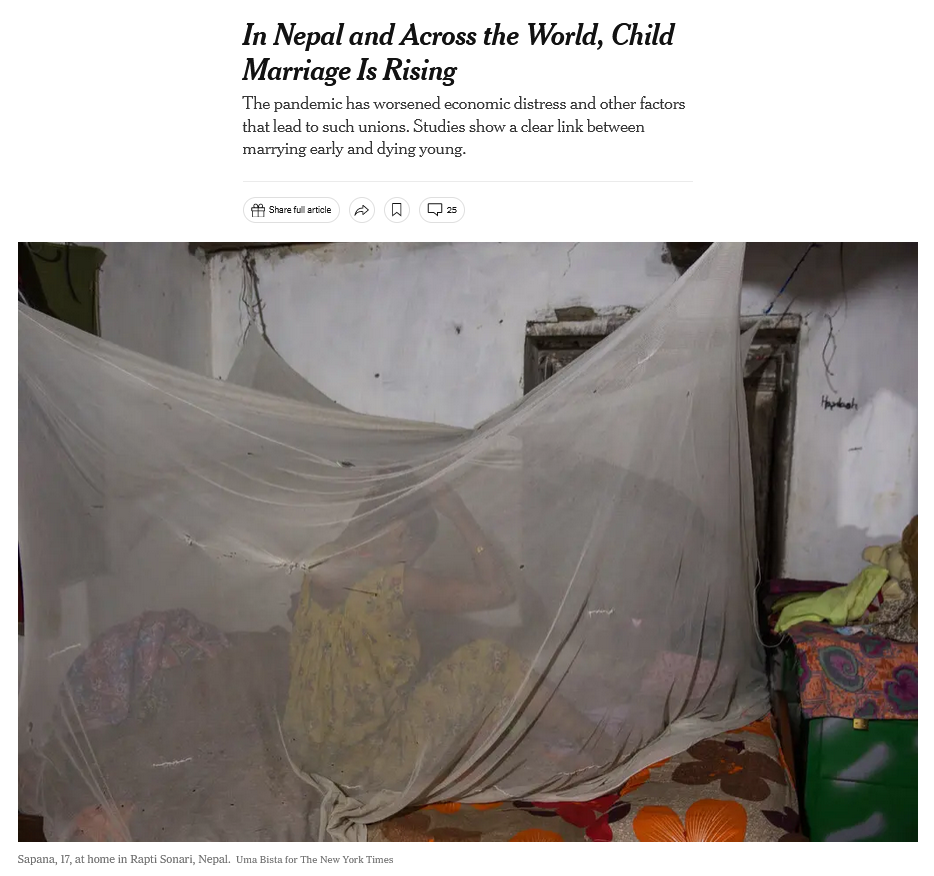 In Nepal and Across the World, Child
Marriage Is Rising
The pandemic has worsened economic distress and other factors
that lead to such unions. Studies show a clear link between
marrying early and dying young.
Share full article
25
Sapana, 17, at home in Rapti Sonari, Nepal. Uma Bista for The New York Times